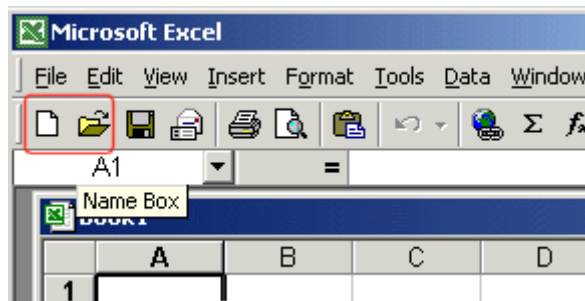 Microsoft Excel
File Edit View Insert Format Tools Data Window
Σ
A1 =
Name Box
A B C D
1